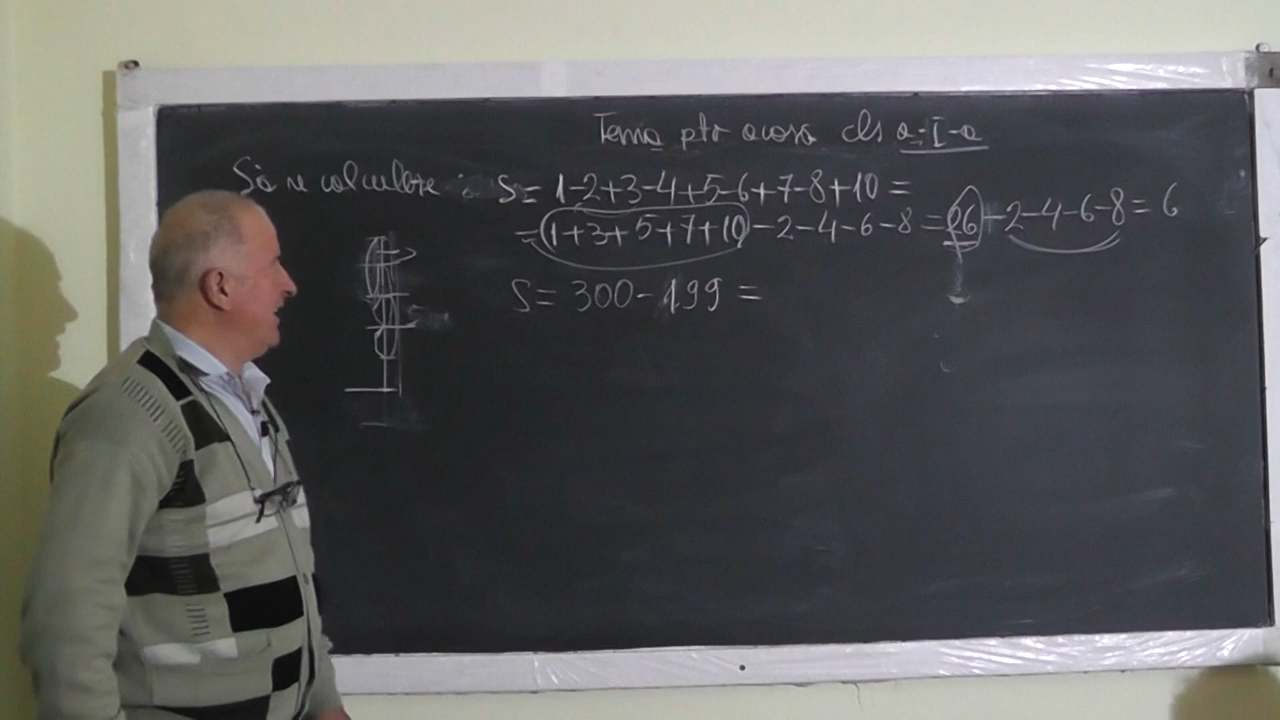 Tema ptr acasa cls a-I-a
Să se calculeze : S= 1-2+3-4+5-6+7-8+10 =
=(1+3+5+7+10)-2-4-6-8 = 26-2-4-6-8 = 6
S= 300-199 =